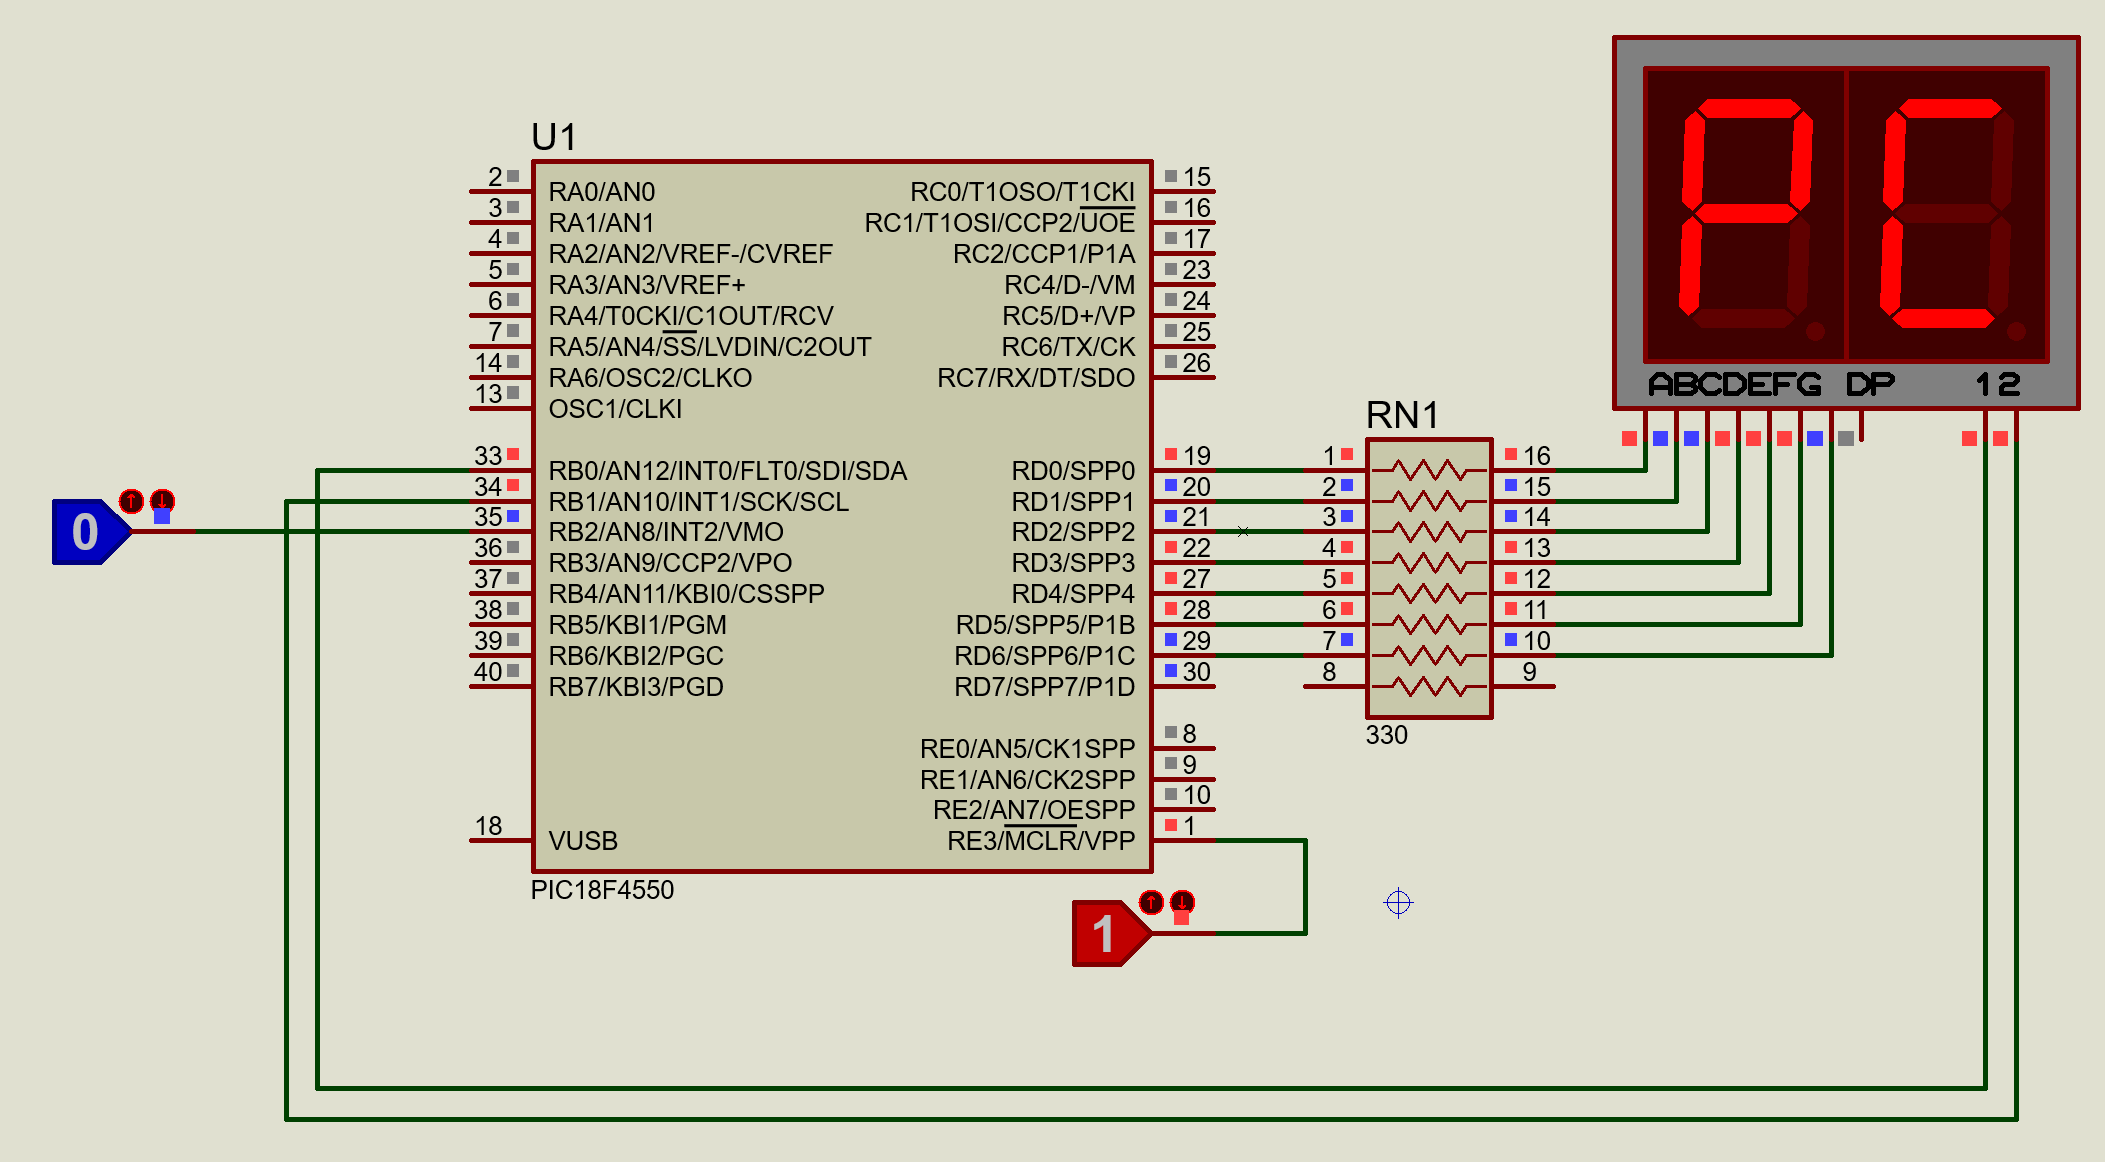 PC
ABCDEFG DP 12
U1
2 RA0/AN0 RC0/T1OSO/T1CKI 15
3 RA1/AN1 RC1/T1OSI/CCP2/UOE 16
4 RA2/AN2/VREF-/CVREF RC2/CCP1/P1A 17
5 RA3/AN3/VREF+ RC4/D-/VM 23
6 RA4/T0CKI/C1OUT/RCV RC5/D+/VP 24
7 RA5/AN4/SS/LVDIN/C2OUT RC6/TX/CK 25
14 RA6/OSC2/CLKO RC7/RX/DT/SDO 26
13 OSC1/CLKI
RN1
33 RB0/AN12/INT0/FLT0/SDI/SDA RD0/SPP0 19 1 16
34 RB1/AN10/INT1/SCK/SCL RD1/SPP1 20 2 15
0 35 RB2/AN8/INT2/VMO RD2/SPP2 21 3 14
36 RB3/AN9/CCP2/VPO RD3/SPP3 22 4 13
37 RB4/AN11/KBI0/CSSPP RD4/SPP4 27 5 12
38 RB5/KBI1/PGM RD5/SPP5/P1B 28 6 11
39 RB6/KBI2/PGC RD6/SPP6/P1C 29 7 10
40 RB7/KBI3/PGD RD7/SPP7/P1D 30 8 9
330
RE0/AN5/CK1SPP 8
RE1/AN6/CK2SPP 9
RE2/AN7/OESPP 10
18 VUSB RE3/MCLR/VPP 1
PIC18F4550
1